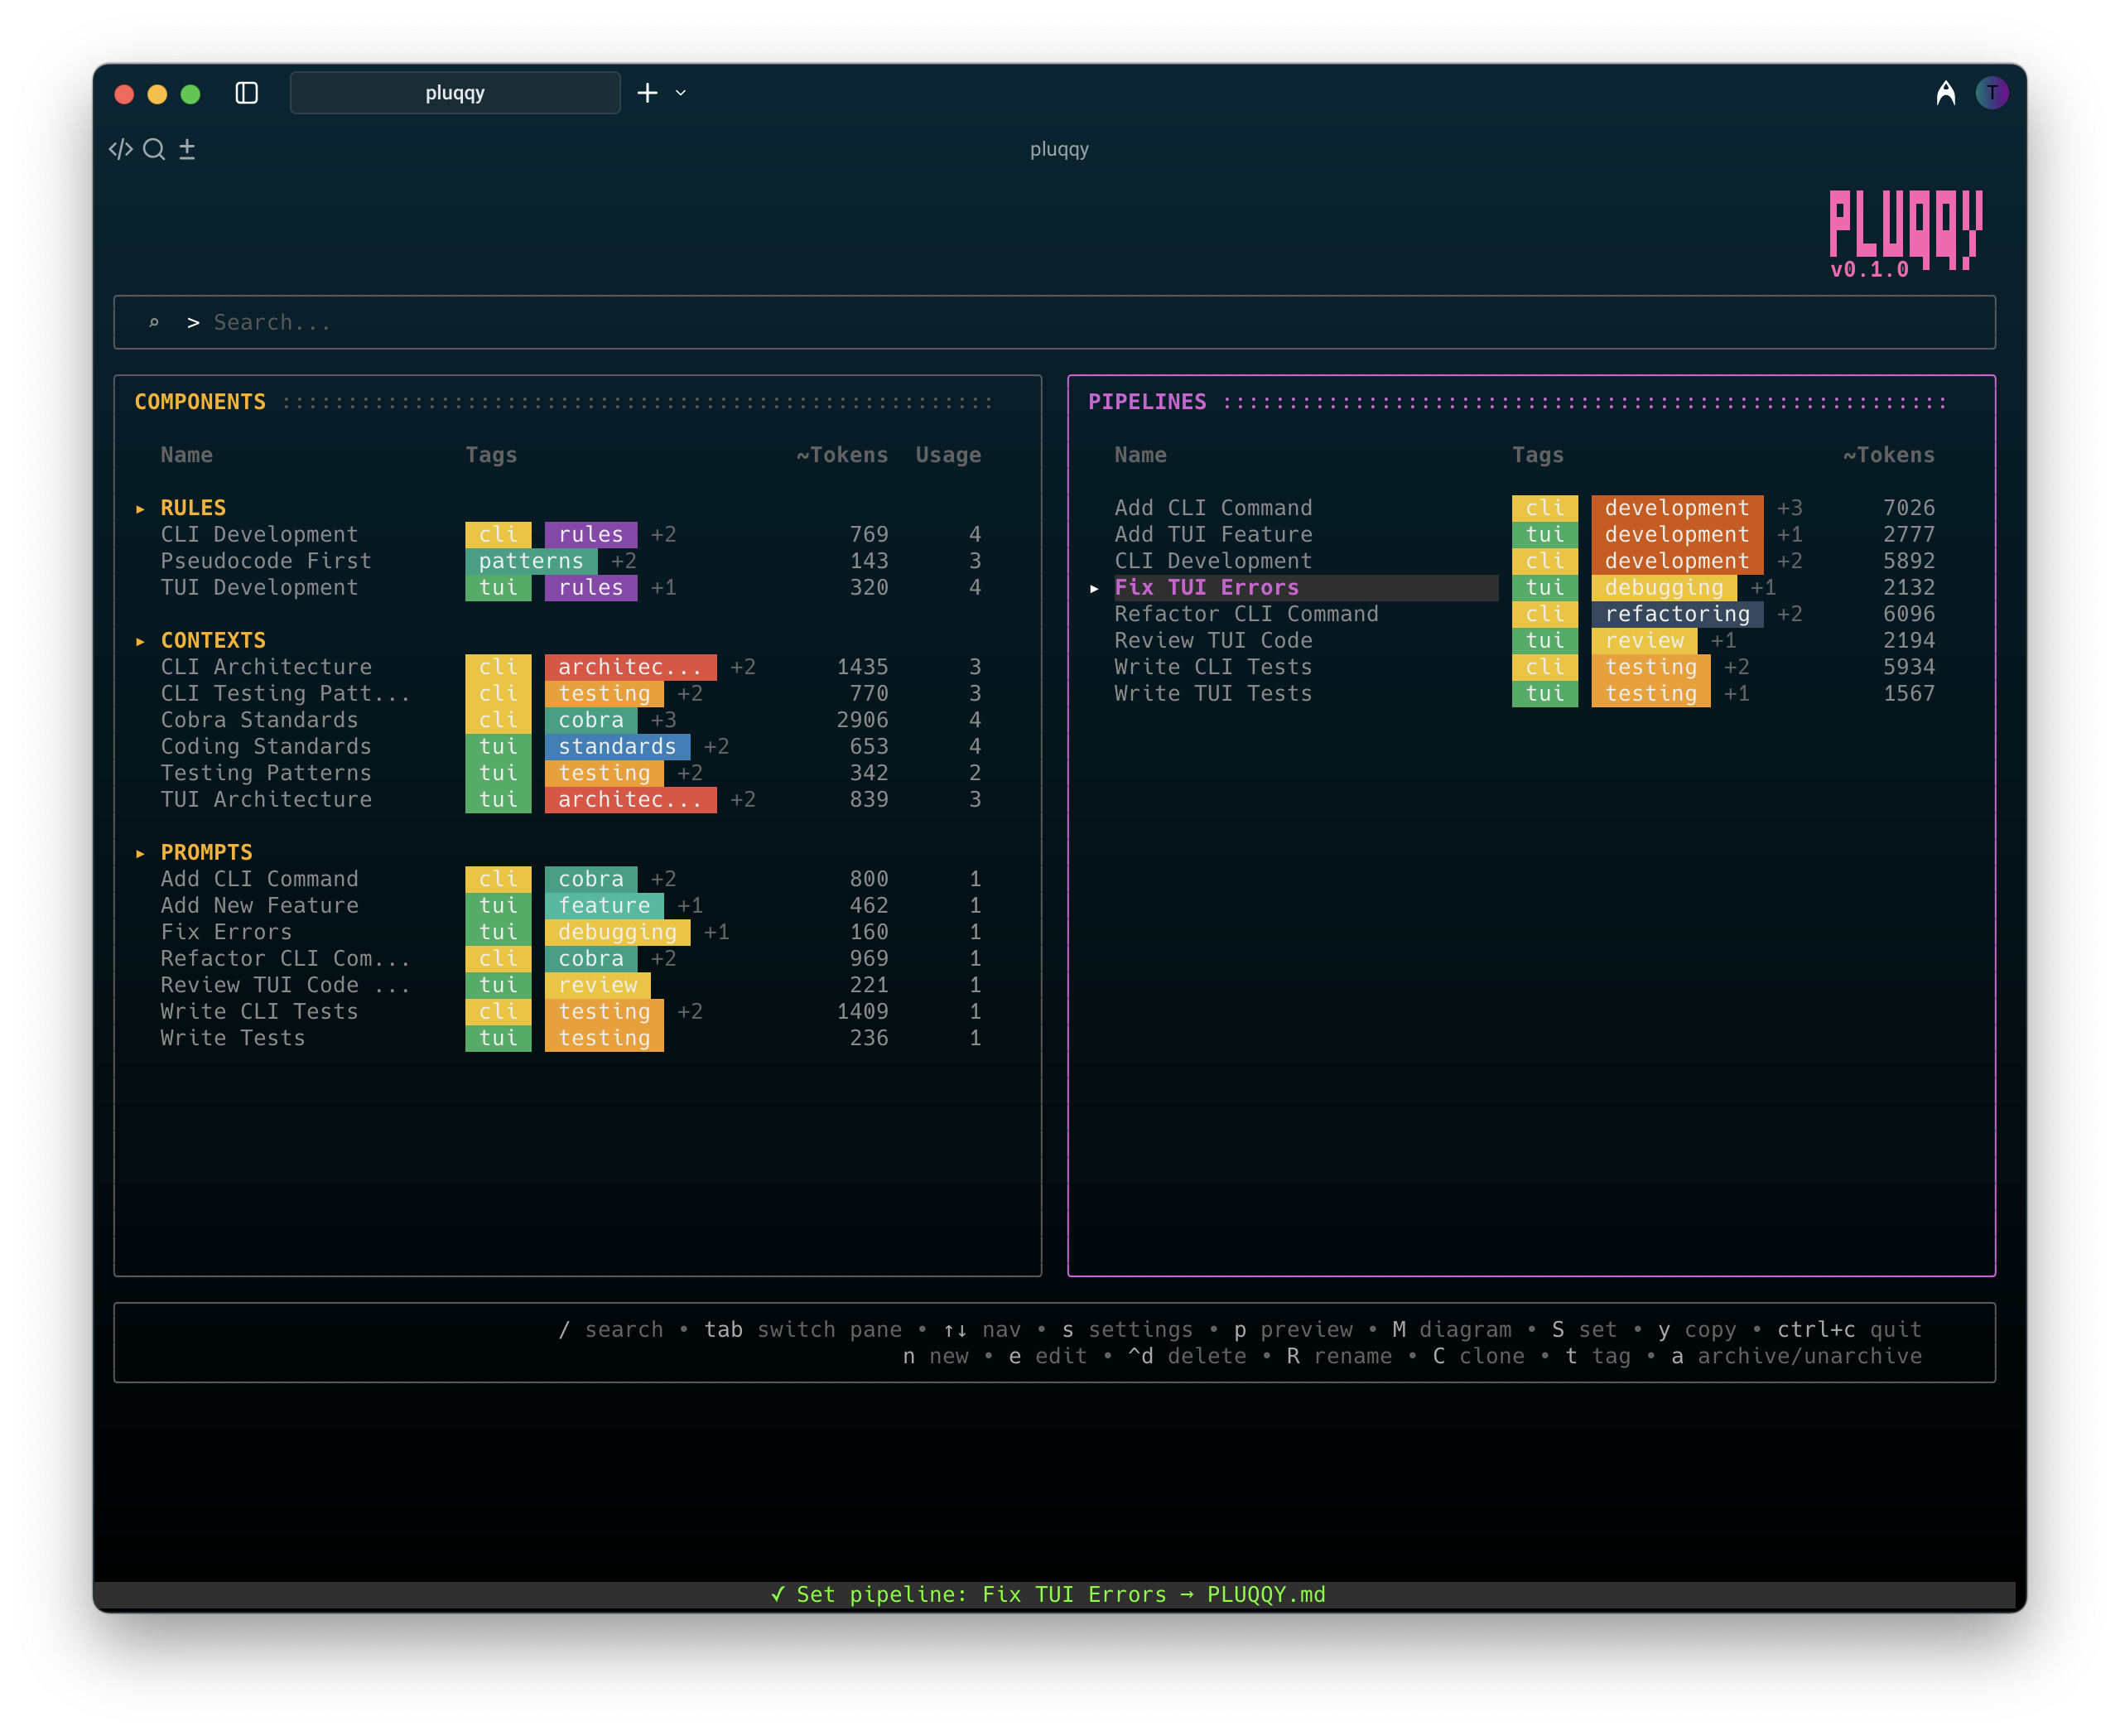 pluqqy
T
pluqqy
PLUQQY
v0.1.0
> Search...
COMPONENTS ::::::::::::::::::::::::::::::::::::::::::::::::::::::
Name Tags ~Tokens Usage
▸ RULES
CLI Development cli rules +2 769 4
Pseudocode First patterns +2 143 3
TUI Development tui rules +1 320 4
▸ CONTEXTS
CLI Architecture cli architec... +2 1435 3
CLI Testing Patt... cli testing +2 770 3
Cobra Standards cli cobra +3 2906 4
Coding Standards tui standards +2 653 4
Testing Patterns tui testing +2 342 2
TUI Architecture tui architec... +2 839 3
▸ PROMPTS
Add CLI Command cli cobra +2 800 1
Add New Feature tui feature +1 462 1
Fix Errors tui debugging +1 160 1
Refactor CLI Com... cli cobra +2 969 1
Review TUI Code ... tui review 221 1
Write CLI Tests cli testing +2 1409 1
Write Tests tui testing 236 1
PIPELINES :::::::::::::::::::::::::::::::::::::::::::::::::::::::
Name Tags ~Tokens
Add CLI Command cli development +3 7026
Add TUI Feature tui development +1 2777
CLI Development cli development +2 5892
▸ Fix TUI Errors tui debugging +1 2132
Refactor CLI Command cli refactoring +2 6096
Review TUI Code tui review +1 2194
Write CLI Tests cli testing +2 5934
Write TUI Tests tui testing +1 1567
/ search • tab switch pane • ↑↓ nav • s settings • p preview • M diagram • S set • y copy • ctrl+c quit
n new • e edit • ^d delete • R rename • C clone • t tag • a archive/unarchive
✓ Set pipeline: Fix TUI Errors → PLUQQY.md